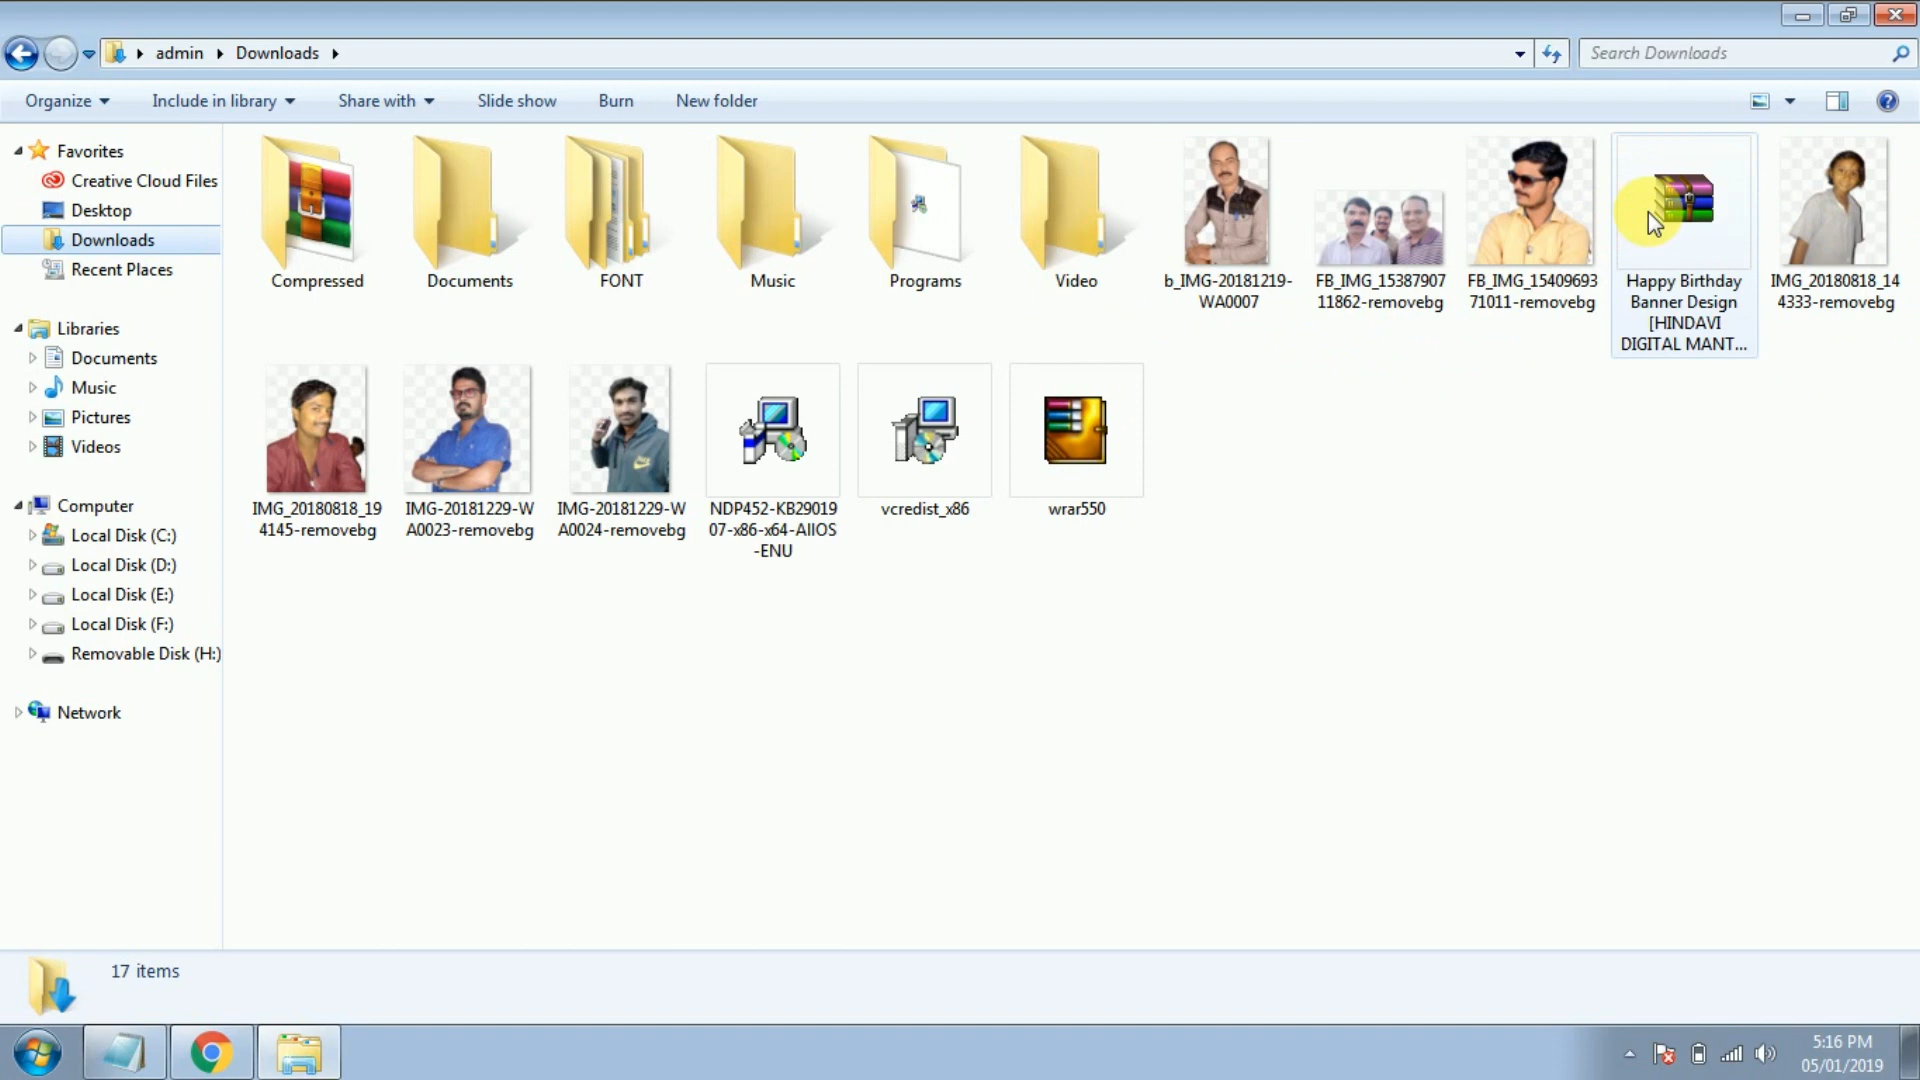 admin Downloads
Search Downloads
Organize Include in library Share with Slide show Burn New folder
Favorites
Creative Cloud Files
Desktop
Downloads
Recent Places
Libraries
Documents
Music
Pictures
Videos
Computer
Local Disk (C:)
Local Disk (D:)
Local Disk (E:)
Local Disk (F:)
Removable Disk (H:)
Network
Compressed
Documents
FONT
Music
Programs
Video
b_IMG-20181219-
WA0007
FB_IMG_15387907
11862-removebg
FB_IMG_15409693
71011-removebg
Happy Birthday
Banner Design
[HINDAVI
DIGITAL MANT...
IMG_20180818_14
4333-removebg
IMG_20180818_19
4145-removebg
IMG-20181229-W
A0023-removebg
IMG-20181229-W
A0024-removebg
NDP452-KB29019
07-x86-x64-AllOS
-ENU
vcredist_x86
wrar550
17 items
5:16 PM
05/01/2019